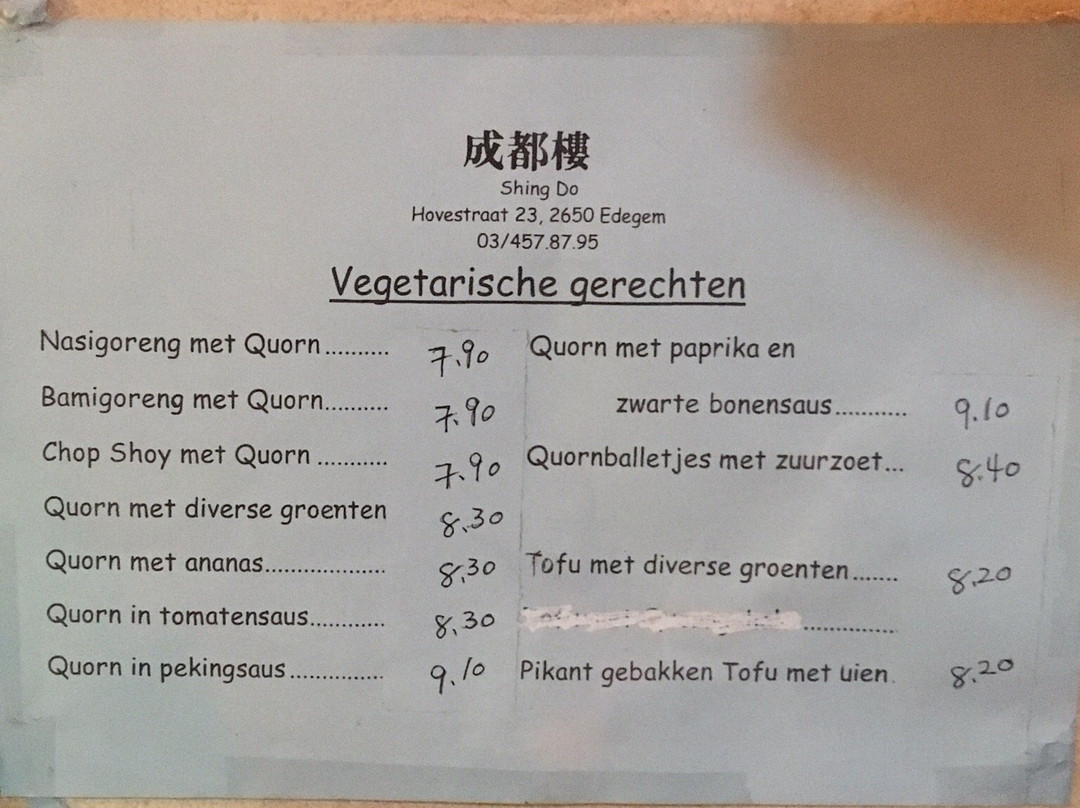 成都樓
Shing Do
Hovestraat 23, 2650 Edegem
03/457.87.95
Vegetarische gerechten
Nasigoreng met Quorn.......... 7.90
Bamigoreng met Quorn.......... 7.90
Chop Shoy met Quorn ........... 7.90
Quorn met diverse groenten 8.30
Quorn met ananas................... 8.30
Quorn in tomatensaus............ 8.30
Quorn in pekingsaus ............... 9.10
Quorn met paprika en
zwarte bonensaus........... 9.10
Quornballetjes met zuurzoet... 8.40
Tofu met diverse groenten....... 8.20
...............
Pikant gebakken Tofu met uien. 8.20